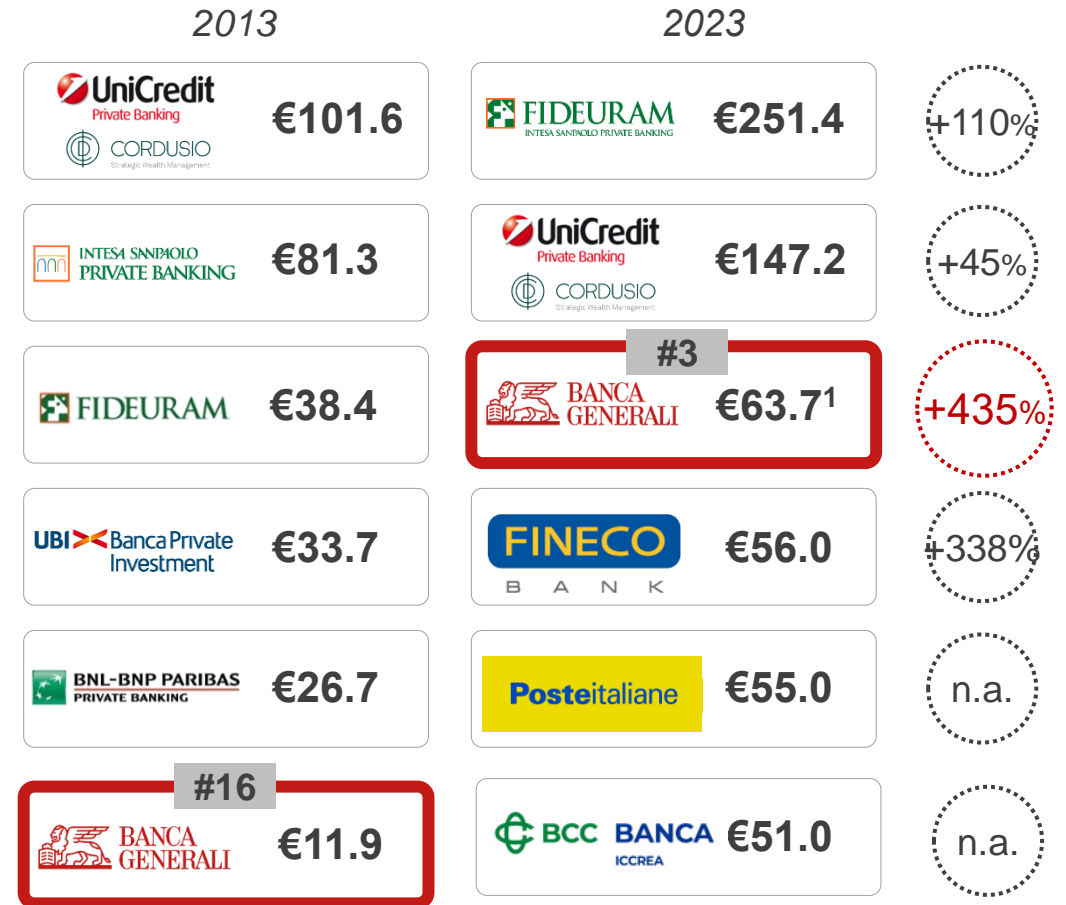 2013 2023
UniCredit
Private Banking
CORDUSIO
Strategic Wealth Management
€101.6
FIDEURAM
INTESA SANPAOLO PRIVATE BANKING
€251.4
+110%
INTESA SANPAOLO
PRIVATE BANKING
€81.3
UniCredit
Private Banking
CORDUSIO
Strategic Wealth Management
€147.2
+45%
FIDEURAM
€38.4
#3
BANCA
GENERALI
€63.7¹
+435%
UBI Banca Private
Investment
€33.7
FINECO
BANK
€56.0
+338%
BNL-BNP PARIBAS
PRIVATE BANKING
€26.7
Posteitaliane
€55.0
n.a.
#16
BANCA
GENERALI
€11.9
BCC BANCA
ICCREA
€51.0
n.a.